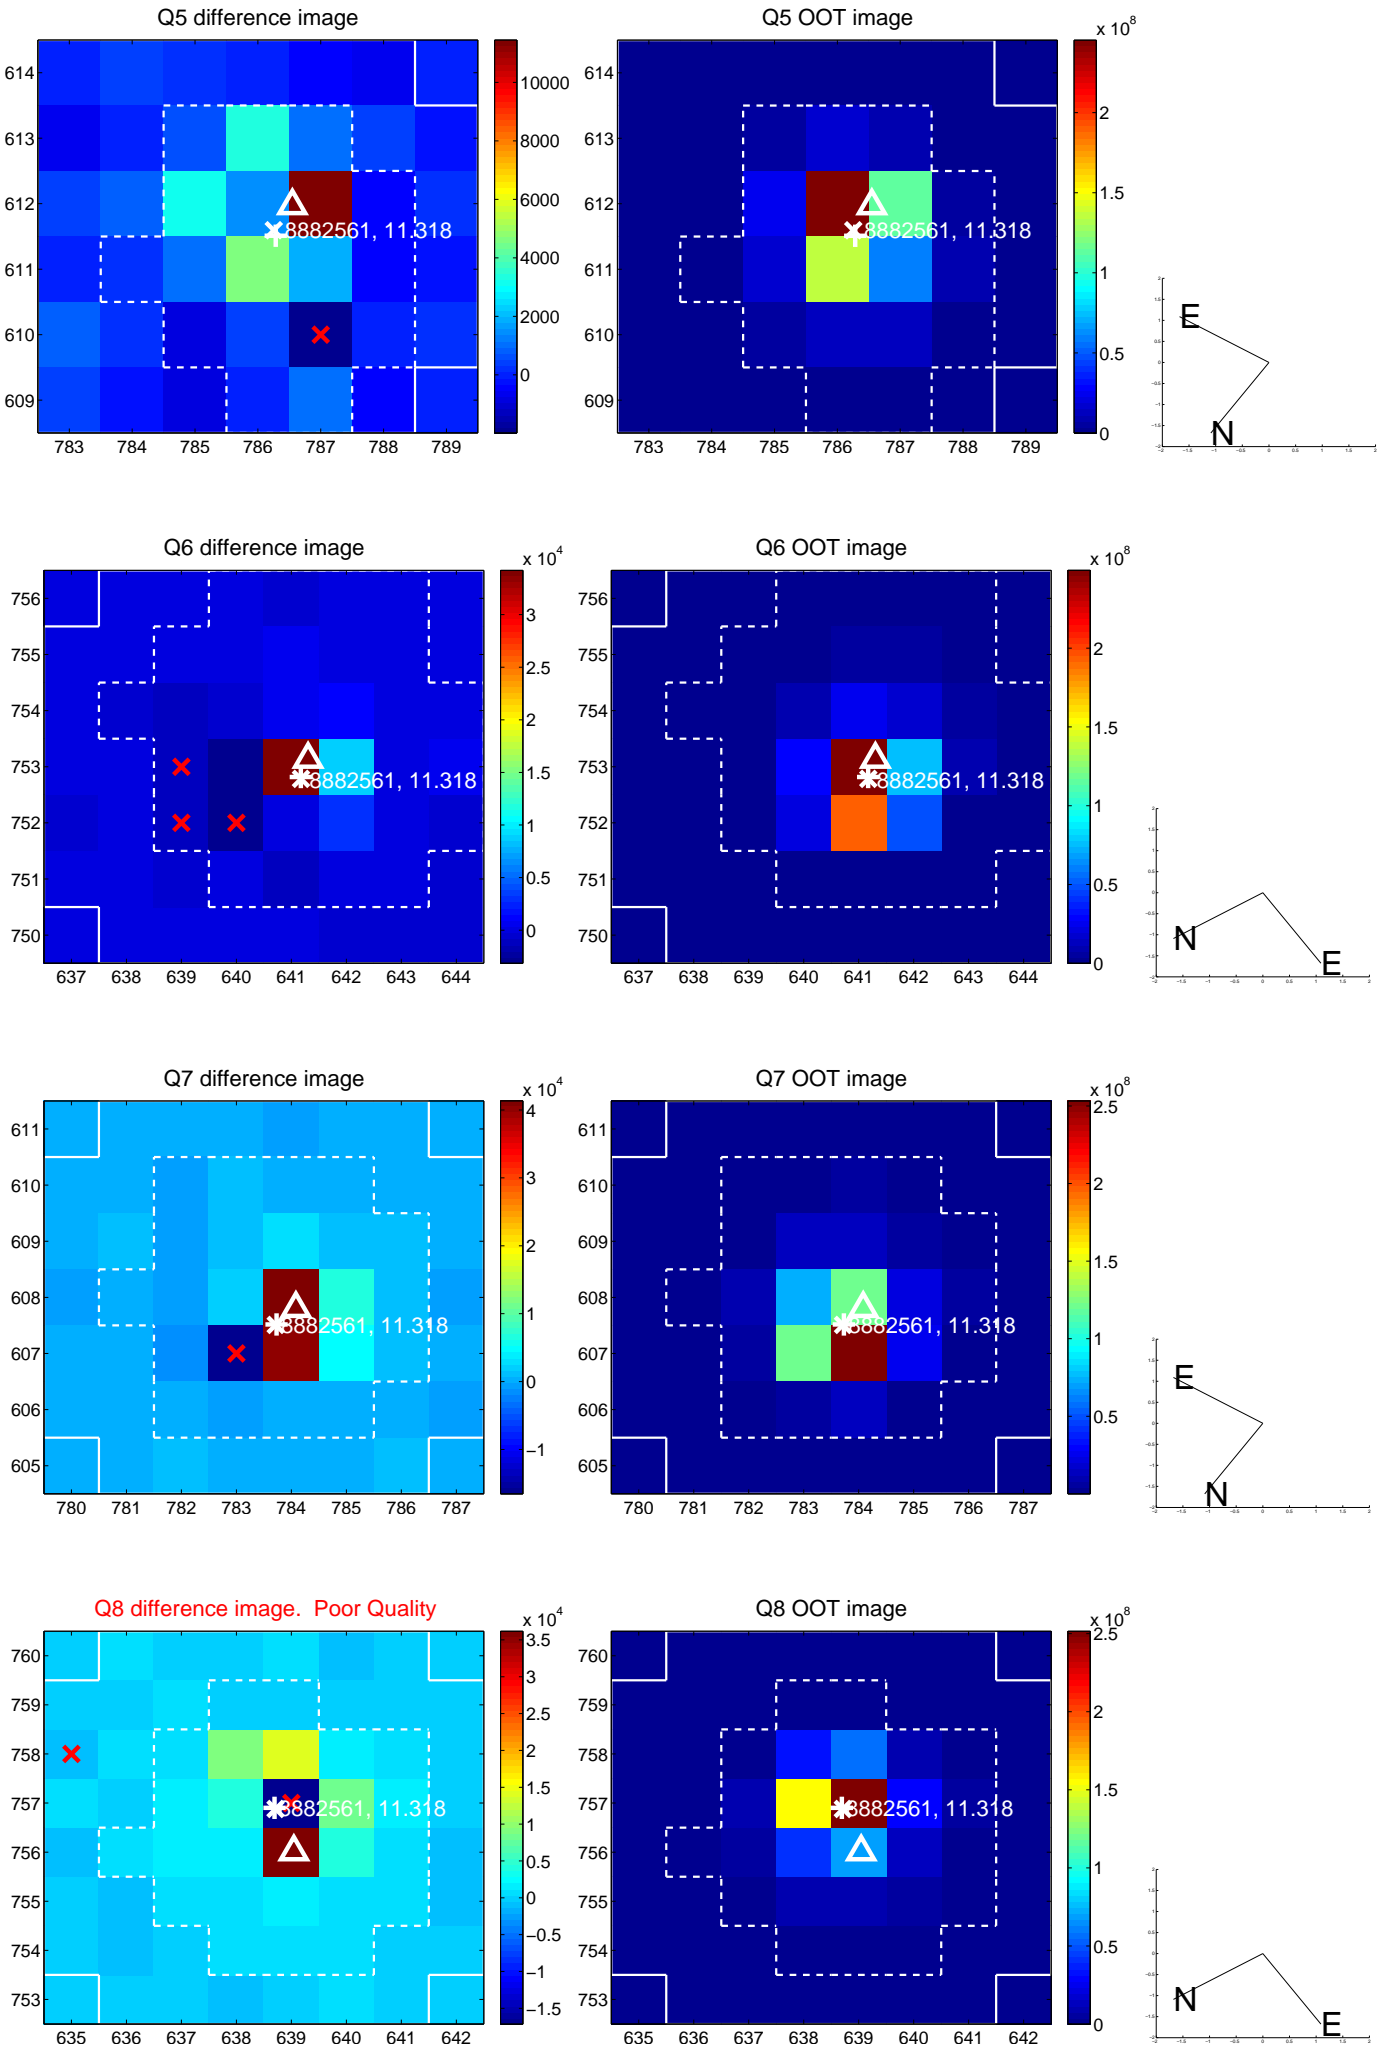 Q5 difference image
Q5 OOT image
x 10^8
614
613
612
611
610
609
783 784 785 786 787 788 789
8882561, 11.318
10000
8000
6000
4000
2000
0
783 784 785 786 787 788 789
8882561, 11.318
2
1.5
1
0.5
0
E
N
Q6 difference image
x 10^4
Q6 OOT image
x 10^8
756
755
754
753
752
751
750
637 638 639 640 641 642 643 644
8882561, 11.318
3
2.5
2
1.5
1
0.5
0
637 638 639 640 641 642 643 644
8882561, 11.318
2
1.5
1
0.5
0
N
E
Q7 difference image
x 10^4
Q7 OOT image
x 10^8
611
610
609
608
607
606
605
780 781 782 783 784 785 786 787
8882561, 11.318
4
3
2
1
0
−1
780 781 782 783 784 785 786 787
8882561, 11.318
2.5
2
1.5
1
0.5
E
N
Q8 difference image. Poor Quality
x 10^4
Q8 OOT image
x 10^8
760
759
758
757
756
755
754
753
635 636 637 638 639 640 641 642
8882561, 11.318
3.5
3
2.5
2
1.5
1
0.5
0
−0.5
−1
−1.5
635 636 637 638 639 640 641 642
8882561, 11.318
2.5
2
1.5
1
0.5
0
N
E